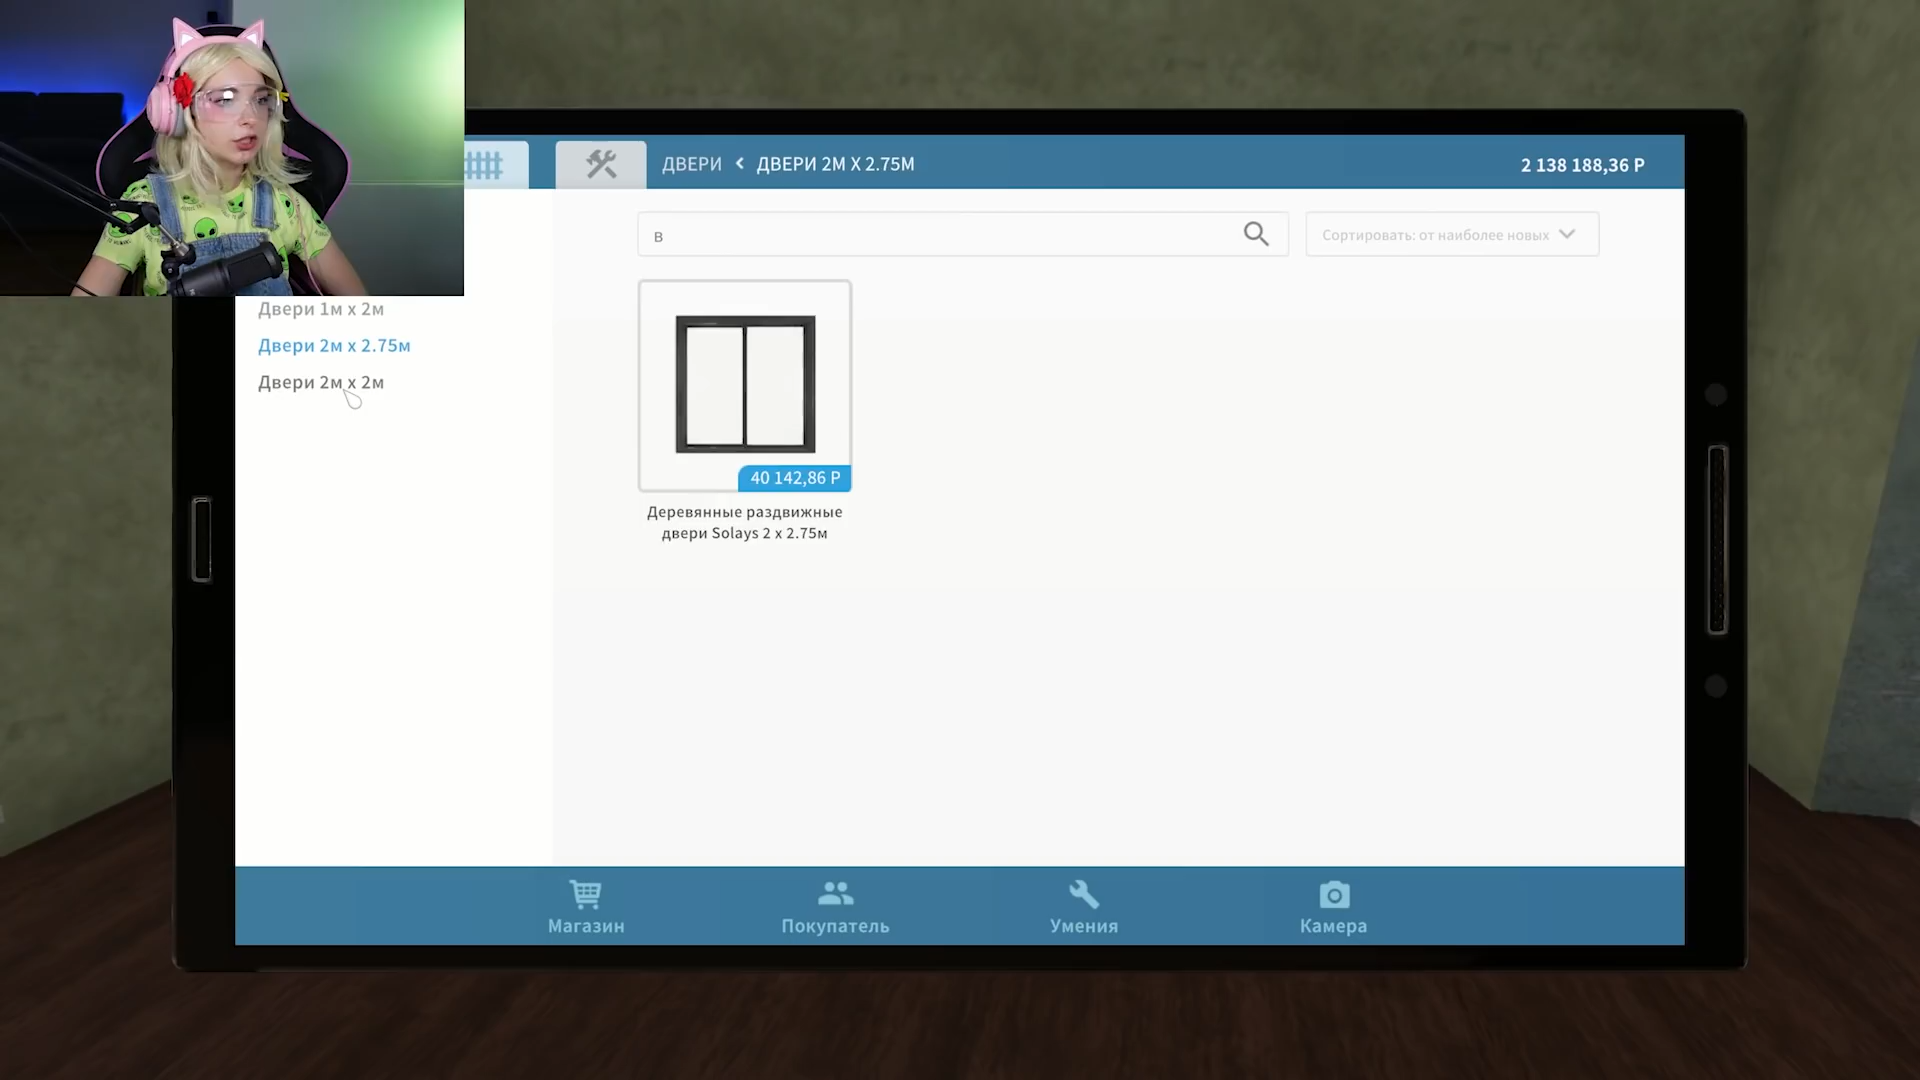 ДВЕРИ < ДВЕРИ 2М X 2.75М
2 138 188,36 Р
в
Сортировать: от наиболее новых
Двери 1м x 2м
Двери 2м x 2.75м
Двери 2м x 2м
40 142,86 Р
Деревянные раздвижные
двери Solays 2 x 2.75м
Магазин
Покупатель
Умения
Камера